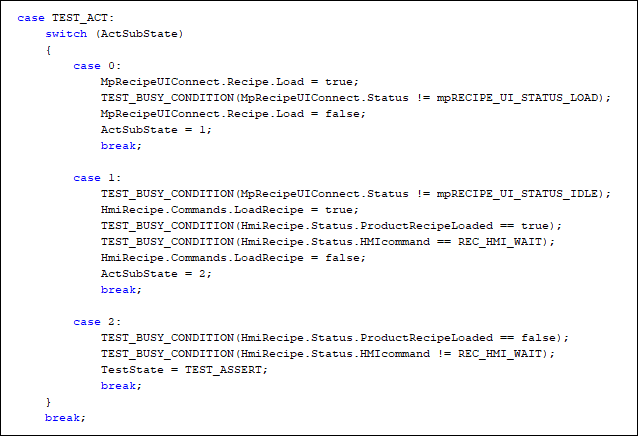 case TEST_ACT:
    switch (ActSubState)
    {
        case 0:
            MpRecipeUIConnect.Recipe.Load = true;
            TEST_BUSY_CONDITION(MpRecipeUIConnect.Status != mpRECIPE_UI_STATUS_LOAD);
            MpRecipeUIConnect.Recipe.Load = false;
            ActSubState = 1;
            break;

        case 1:
            TEST_BUSY_CONDITION(MpRecipeUIConnect.Status != mpRECIPE_UI_STATUS_IDLE);
            HmiRecipe.Commands.LoadRecipe = true;
            TEST_BUSY_CONDITION(HmiRecipe.Status.ProductRecipeLoaded == true);
            TEST_BUSY_CONDITION(HmiRecipe.Status.HMIcommand == REC_HMI_WAIT);
            HmiRecipe.Commands.LoadRecipe = false;
            ActSubState = 2;
            break;

        case 2:
            TEST_BUSY_CONDITION(HmiRecipe.Status.ProductRecipeLoaded == false);
            TEST_BUSY_CONDITION(HmiRecipe.Status.HMIcommand != REC_HMI_WAIT);
            TestState = TEST_ASSERT;
            break;
    }
    break;